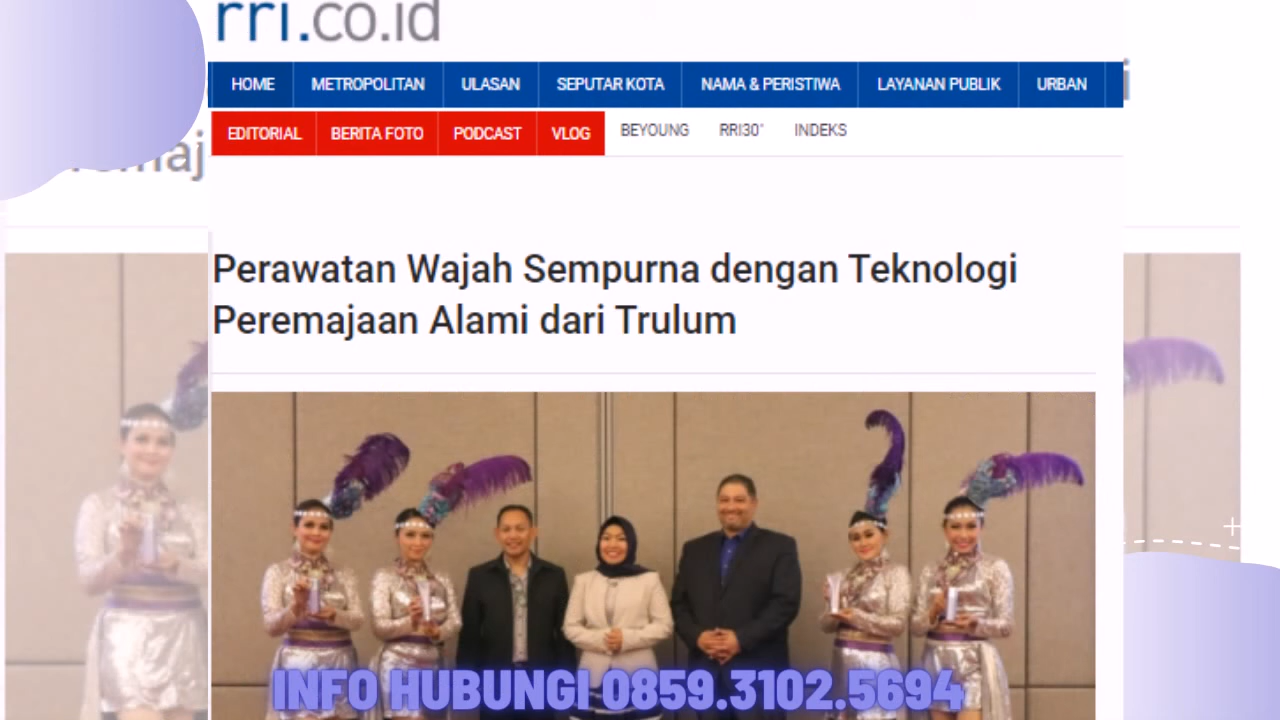 rri.co.id
HOME METROPOLITAN ULASAN SEPUTAR KOTA NAMA & PERISTIWA LAYANAN PUBLIK URBAN
EDITORIAL BERITA FOTO PODCAST VLOG BEYOUNG RRI30° INDEKS
Perawatan Wajah Sempurna dengan Teknologi
Peremajaan Alami dari Trulum
INFO HUBUNGI 0859.3102.5694